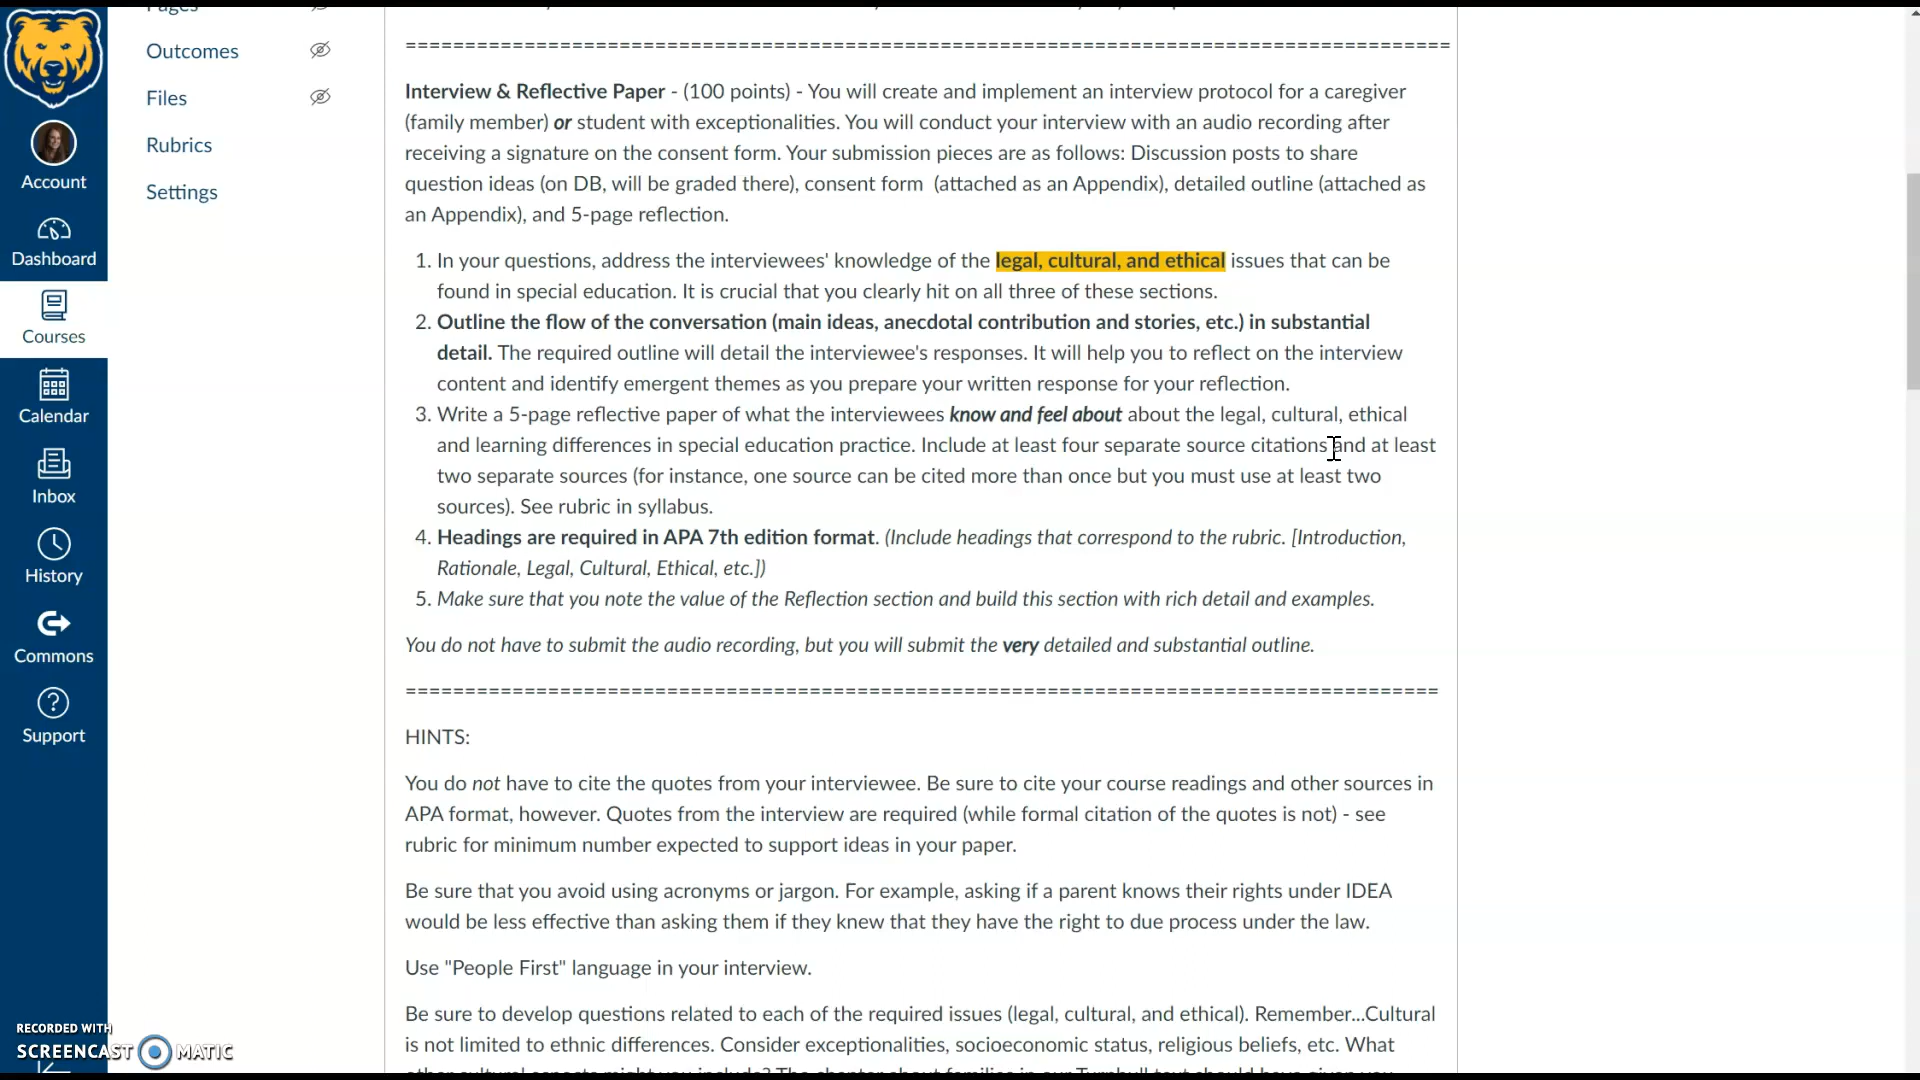 Pages
Outcomes
Files
Rubrics
Settings
Account
Dashboard
Courses
Calendar
Inbox
History
Commons
Support
=======================================================================================
Interview & Reflective Paper - (100 points) - You will create and implement an interview protocol for a caregiver
(family member) or student with exceptionalities. You will conduct your interview with an audio recording after
receiving a signature on the consent form. Your submission pieces are as follows: Discussion posts to share
question ideas (on DB, will be graded there), consent form (attached as an Appendix), detailed outline (attached as
an Appendix), and 5-page reflection.
1. In your questions, address the interviewees' knowledge of the legal, cultural, and ethical issues that can be
found in special education. It is crucial that you clearly hit on all three of these sections.
2. Outline the flow of the conversation (main ideas, anecdotal contribution and stories, etc.) in substantial
detail. The required outline will detail the interviewee's responses. It will help you to reflect on the interview
content and identify emergent themes as you prepare your written response for your reflection.
3. Write a 5-page reflective paper of what the interviewees know and feel about about the legal, cultural, ethical
and learning differences in special education practice. Include at least four separate source citations and at least
two separate sources (for instance, one source can be cited more than once but you must use at least two
sources). See rubric in syllabus.
4. Headings are required in APA 7th edition format. (Include headings that correspond to the rubric. [Introduction,
Rationale, Legal, Cultural, Ethical, etc.])
5. Make sure that you note the value of the Reflection section and build this section with rich detail and examples.
You do not have to submit the audio recording, but you will submit the very detailed and substantial outline.
======================================================================================
HINTS:
You do not have to cite the quotes from your interviewee. Be sure to cite your course readings and other sources in
APA format, however. Quotes from the interview are required (while formal citation of the quotes is not) - see
rubric for minimum number expected to support ideas in your paper.
Be sure that you avoid using acronyms or jargon. For example, asking if a parent knows their rights under IDEA
would be less effective than asking them if they knew that they have the right to due process under the law.
Use "People First" language in your interview.
Be sure to develop questions related to each of the required issues (legal, cultural, and ethical). Remember...Cultural
is not limited to ethnic differences. Consider exceptionalities, socioeconomic status, religious beliefs, etc. What
RECORDED WITH
SCREENCAST MATIC